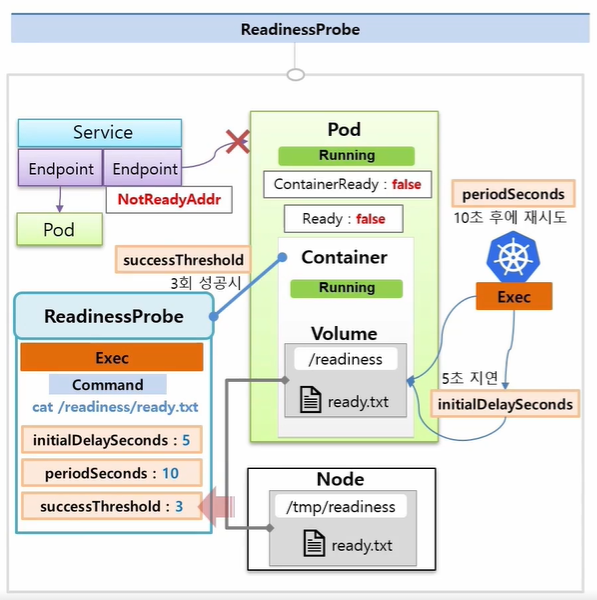 ReadinessProbe
Service
Endpoint
Endpoint
NotReadyAddr
Pod
Pod
Running
ContainerReady : false
Ready : false
Container
Running
Volume
/readiness
ready.txt
periodSeconds
10초 후에 재시도
Exec
5초 지연
initialDelaySeconds
successThreshold
3회 성공시
ReadinessProbe
Exec
Command
cat /readiness/ready.txt
initialDelaySeconds : 5
periodSeconds : 10
successThreshold : 3
Node
/tmp/readiness
ready.txt